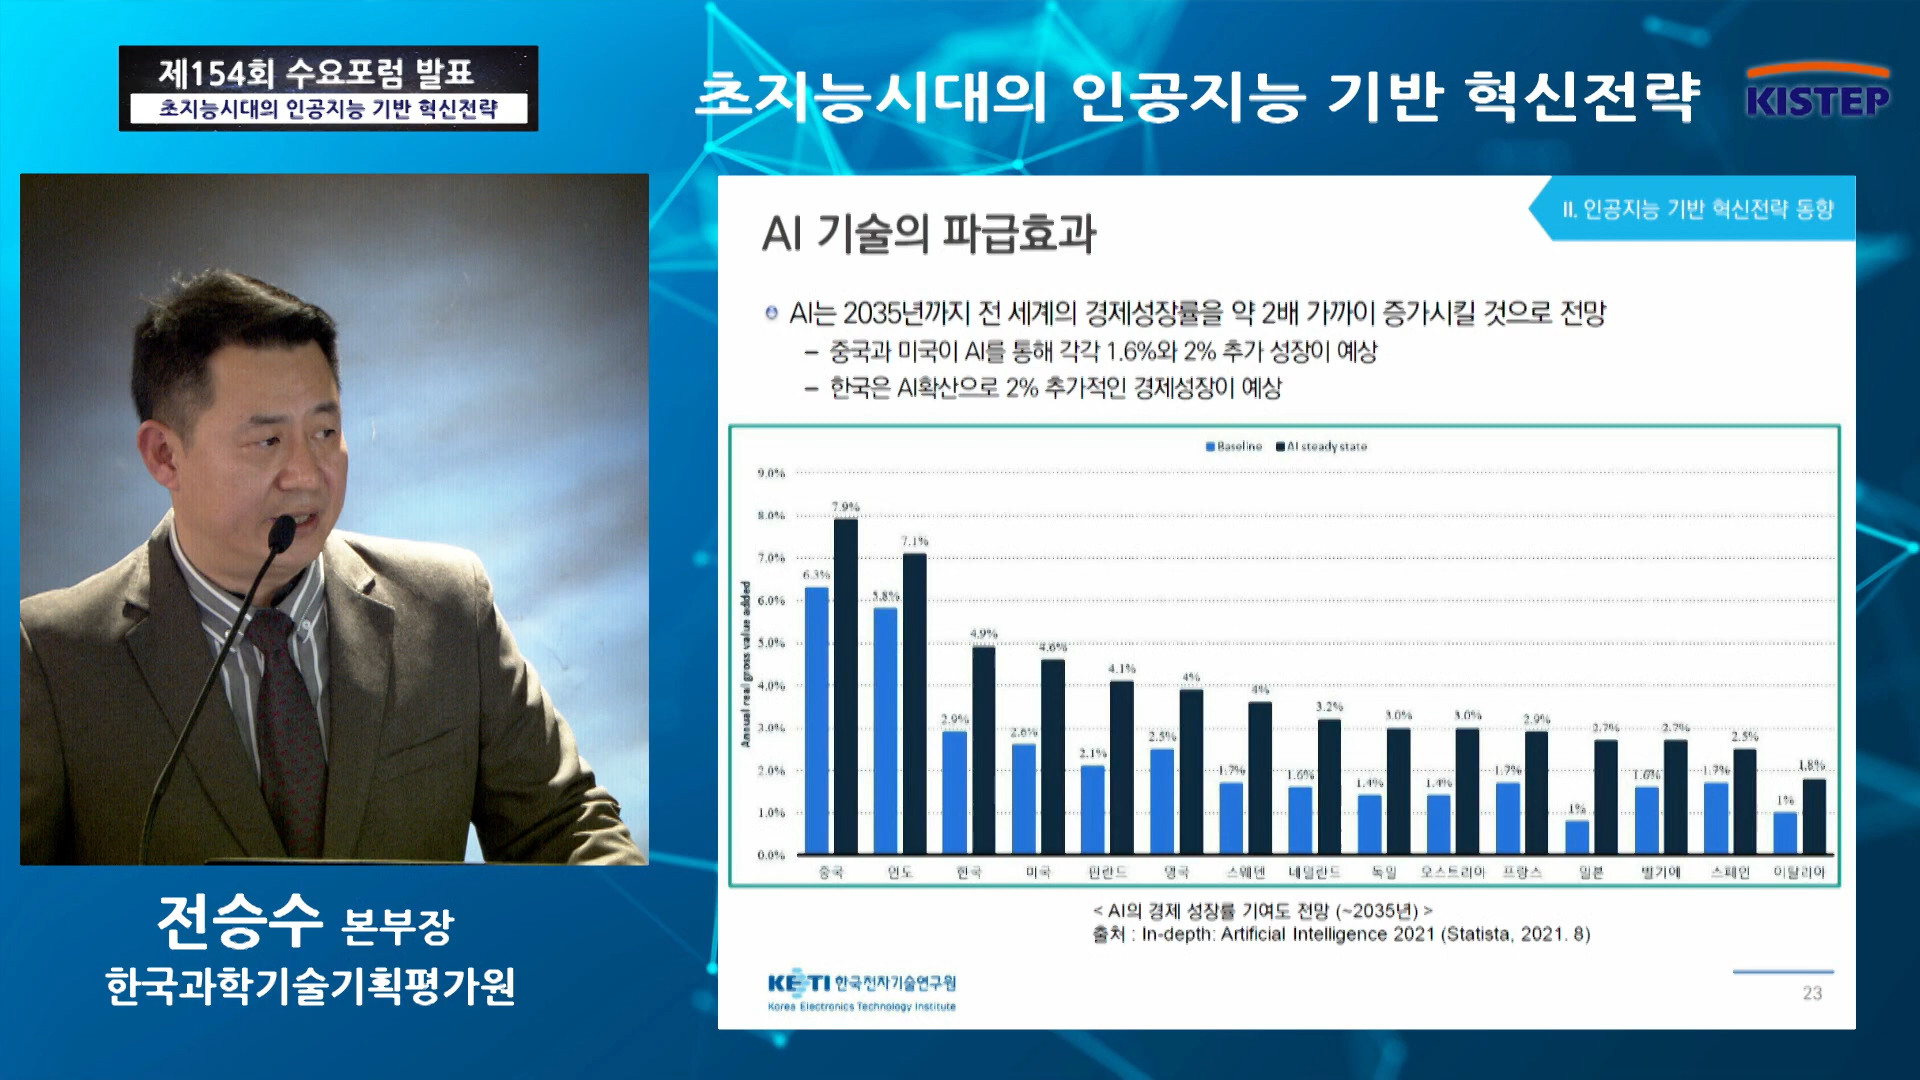 제154회 수요포럼 발표
초지능시대의 인공지능 기반 혁신전략
초지능시대의 인공지능 기반 혁신전략
KISTEP
II. 인공지능 기반 혁신전략 동향
AI 기술의 파급효과
AI는 2035년까지 전 세계의 경제성장률을 약 2배 가까이 증가시킬 것으로 전망
– 중국과 미국이 AI를 통해 각각 1.6%와 2% 추가 성장이 예상
– 한국은 AI확산으로 2% 추가적인 경제성장이 예상
Baseline AI steady state
Annual real gross value added
9.0%
8.0%
7.0%
6.0%
5.0%
4.0%
3.0%
2.0%
1.0%
0.0%
6.3% 7.9%
5.8% 7.1%
2.9% 4.9%
2.6% 4.6%
2.1% 4.1%
2.5% 4%
1.7% 4%
1.6% 3.2%
1.4% 3.0%
1.4% 3.0%
1.7% 2.9%
1% 2.7%
1.6% 2.7%
1.7% 2.5%
1% 1.8%
중국 인도 한국 미국 핀란드 영국 스웨덴 네덜란드 독일 오스트리아 프랑스 일본 벨기에 스페인 이탈리아
< AI의 경제 성장률 기여도 전망 (~2035년) >
출처 : In-depth: Artificial Intelligence 2021 (Statista, 2021. 8)
KETI 한국전자기술연구원
Korea Electronics Technology Institute
23
전승수 본부장
한국과학기술기획평가원